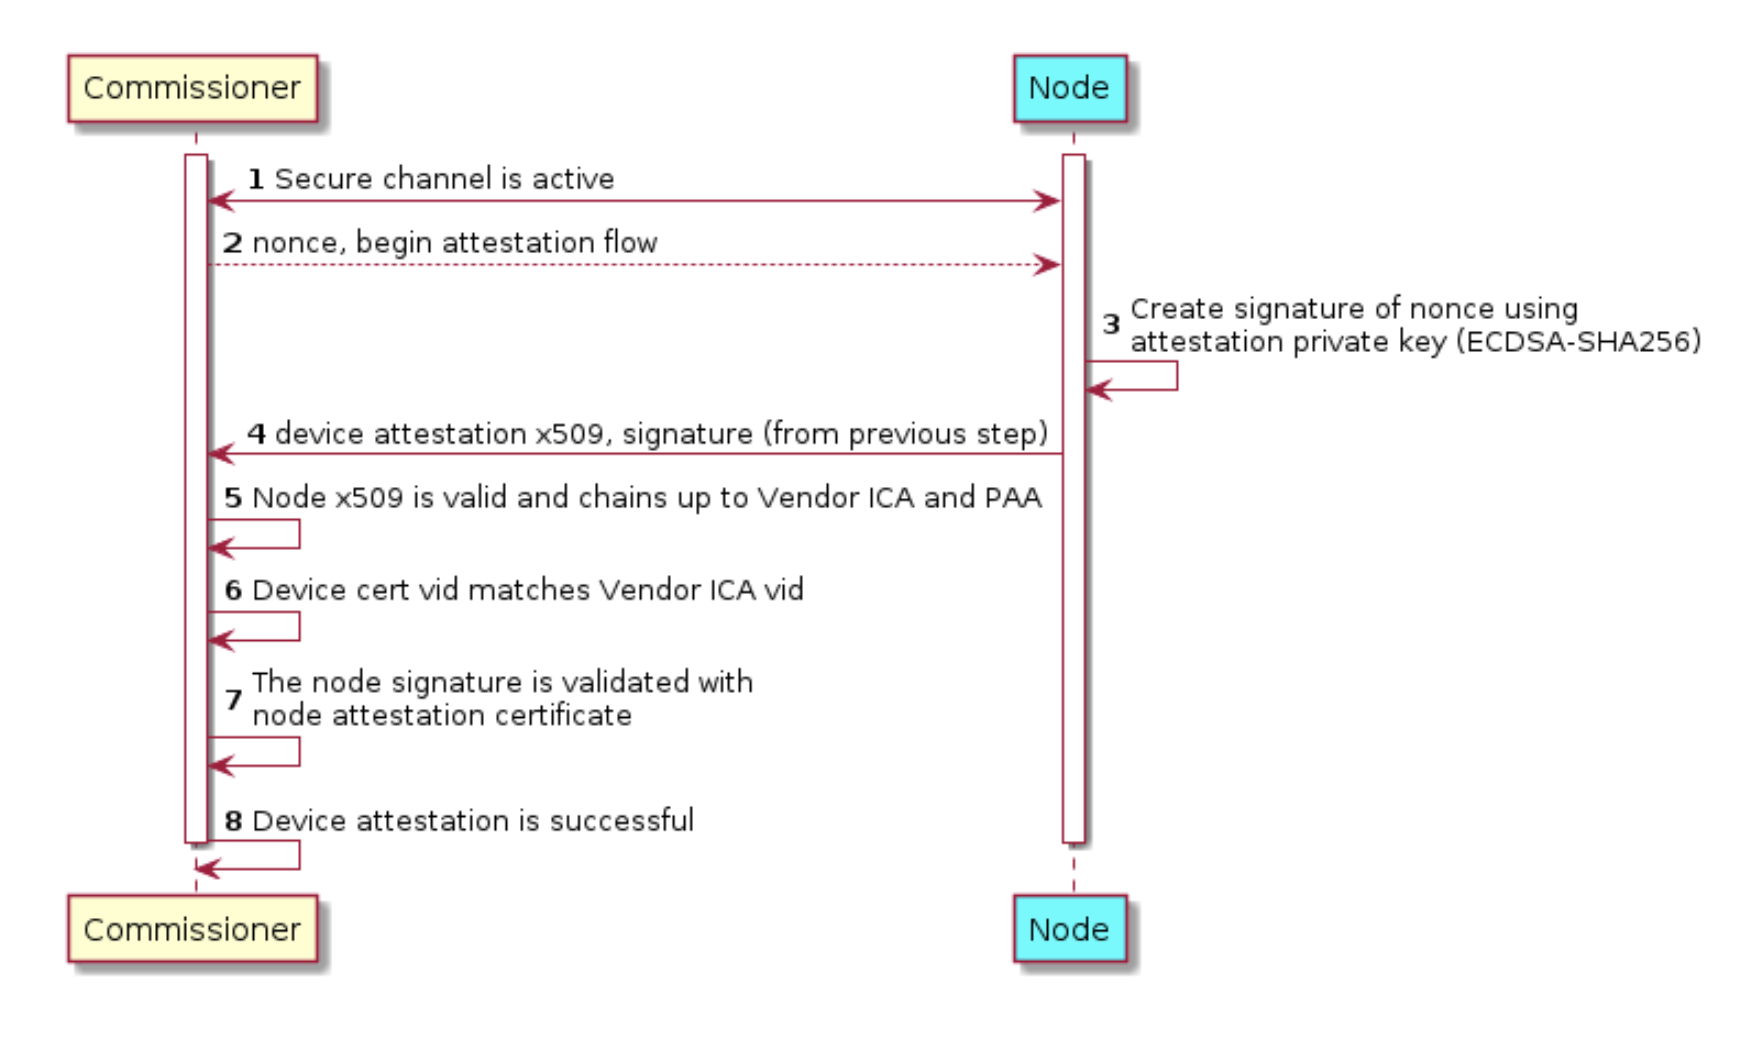 Commissioner Node
1 Secure channel is active
2 nonce, begin attestation flow
3 Create signature of nonce using
attestation private key (ECDSA-SHA256)
4 device attestation x509, signature (from previous step)
5 Node x509 is valid and chains up to Vendor ICA and PAA
6 Device cert vid matches Vendor ICA vid
7 The node signature is validated with
node attestation certificate
8 Device attestation is successful
Commissioner Node